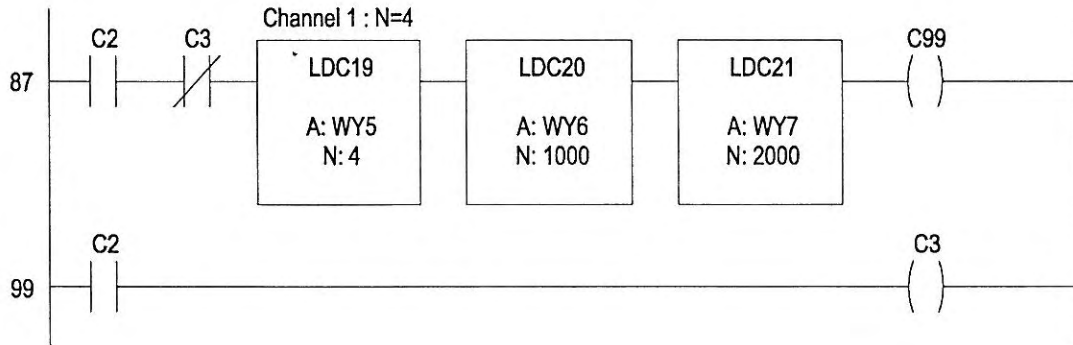 Channel 1 : N=4
C2 C3 C99
87
LDC19
A: WY5
N: 4
LDC20
A: WY6
N: 1000
LDC21
A: WY7
N: 2000
C2 C3
99